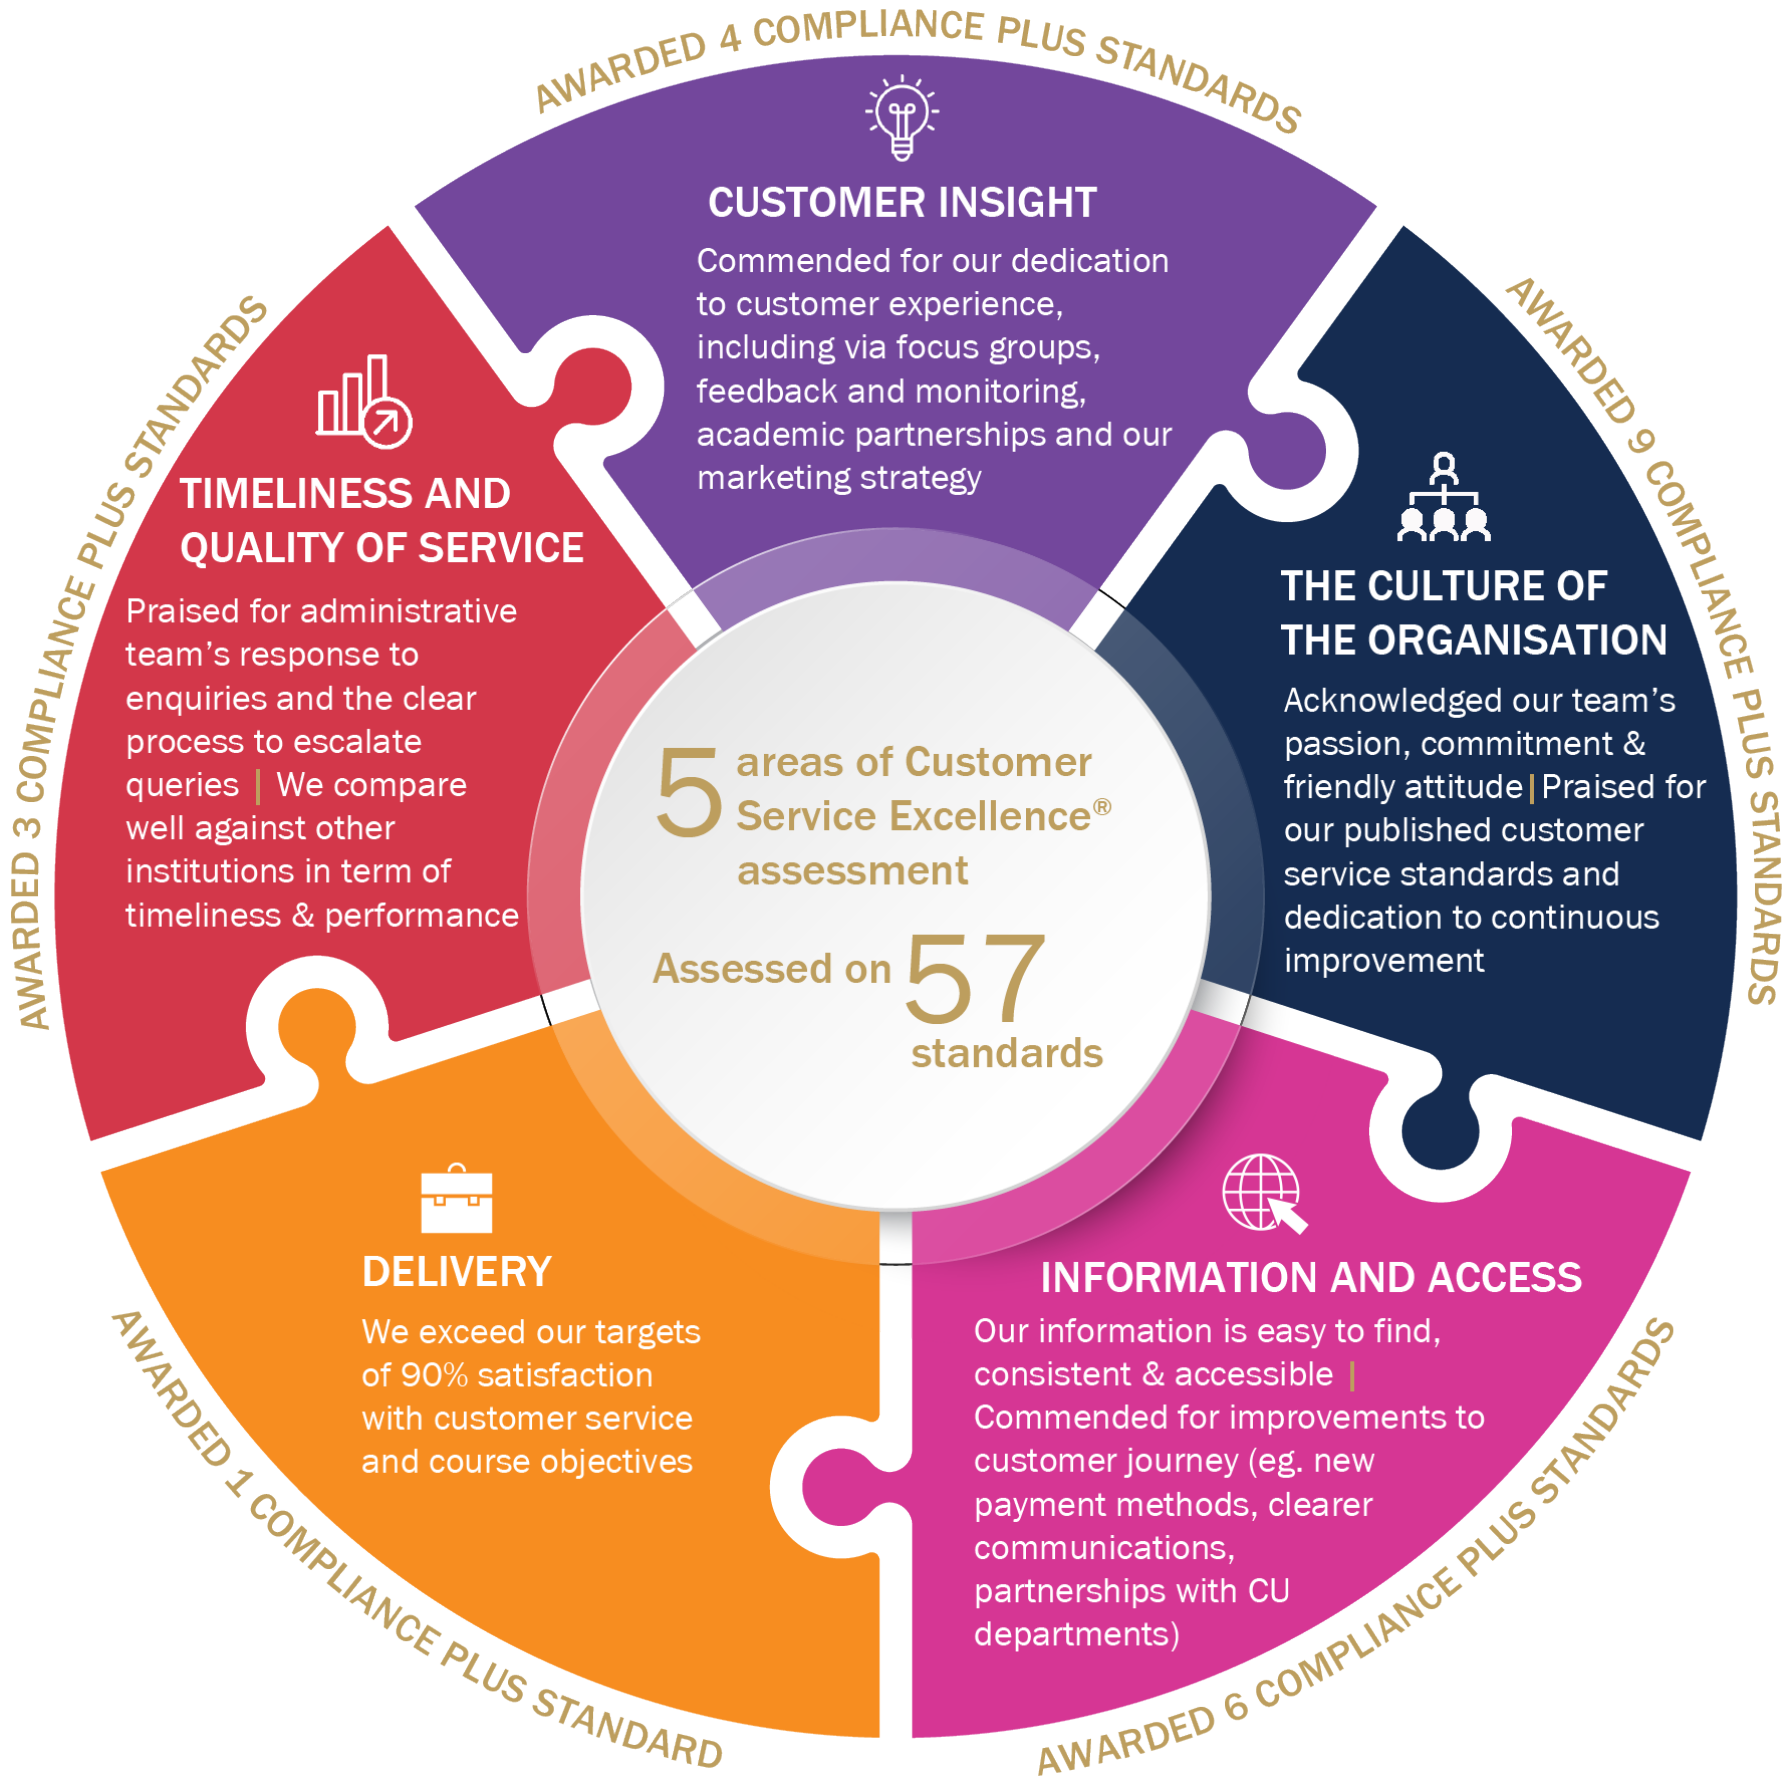 AWARDED 4 COMPLIANCE PLUS STANDARDS
CUSTOMER INSIGHT
Commended for our dedication
to customer experience,
including via focus groups,
feedback and monitoring,
academic partnerships and our
marketing strategy
AWARDED 9 COMPLIANCE PLUS STANDARDS
THE CULTURE OF
THE ORGANISATION
Acknowledged our team's
passion, commitment &
friendly attitude | Praised for
our published customer
service standards and
dedication to continuous
improvement
AWARDED 6 COMPLIANCE PLUS STANDARDS
INFORMATION AND ACCESS
Our information is easy to find,
consistent & accessible |
Commended for improvements to
customer journey (eg. new
payment methods, clearer
communications,
partnerships with CU
departments)
AWARDED 1 COMPLIANCE PLUS STANDARD
DELIVERY
We exceed our targets
of 90% satisfaction
with customer service
and course objectives
AWARDED 3 COMPLIANCE PLUS STANDARDS
TIMELINESS AND
QUALITY OF SERVICE
Praised for administrative
team's response to
enquiries and the clear
process to escalate
queries | We compare
well against other
institutions in term of
timeliness & performance
5 areas of Customer
Service Excellence®
assessment
Assessed on 57
standards